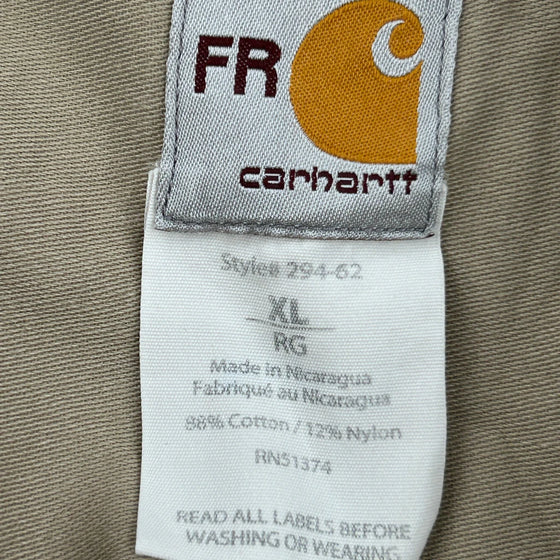 FR
carhartt
Style# 294-62
XL
RG
Made in Nicaragua
Fabriqué au Nicaragua
88% Cotton / 12% Nylon
RN51374
READ ALL LABELS BEFORE
WASHING OR WEARING.